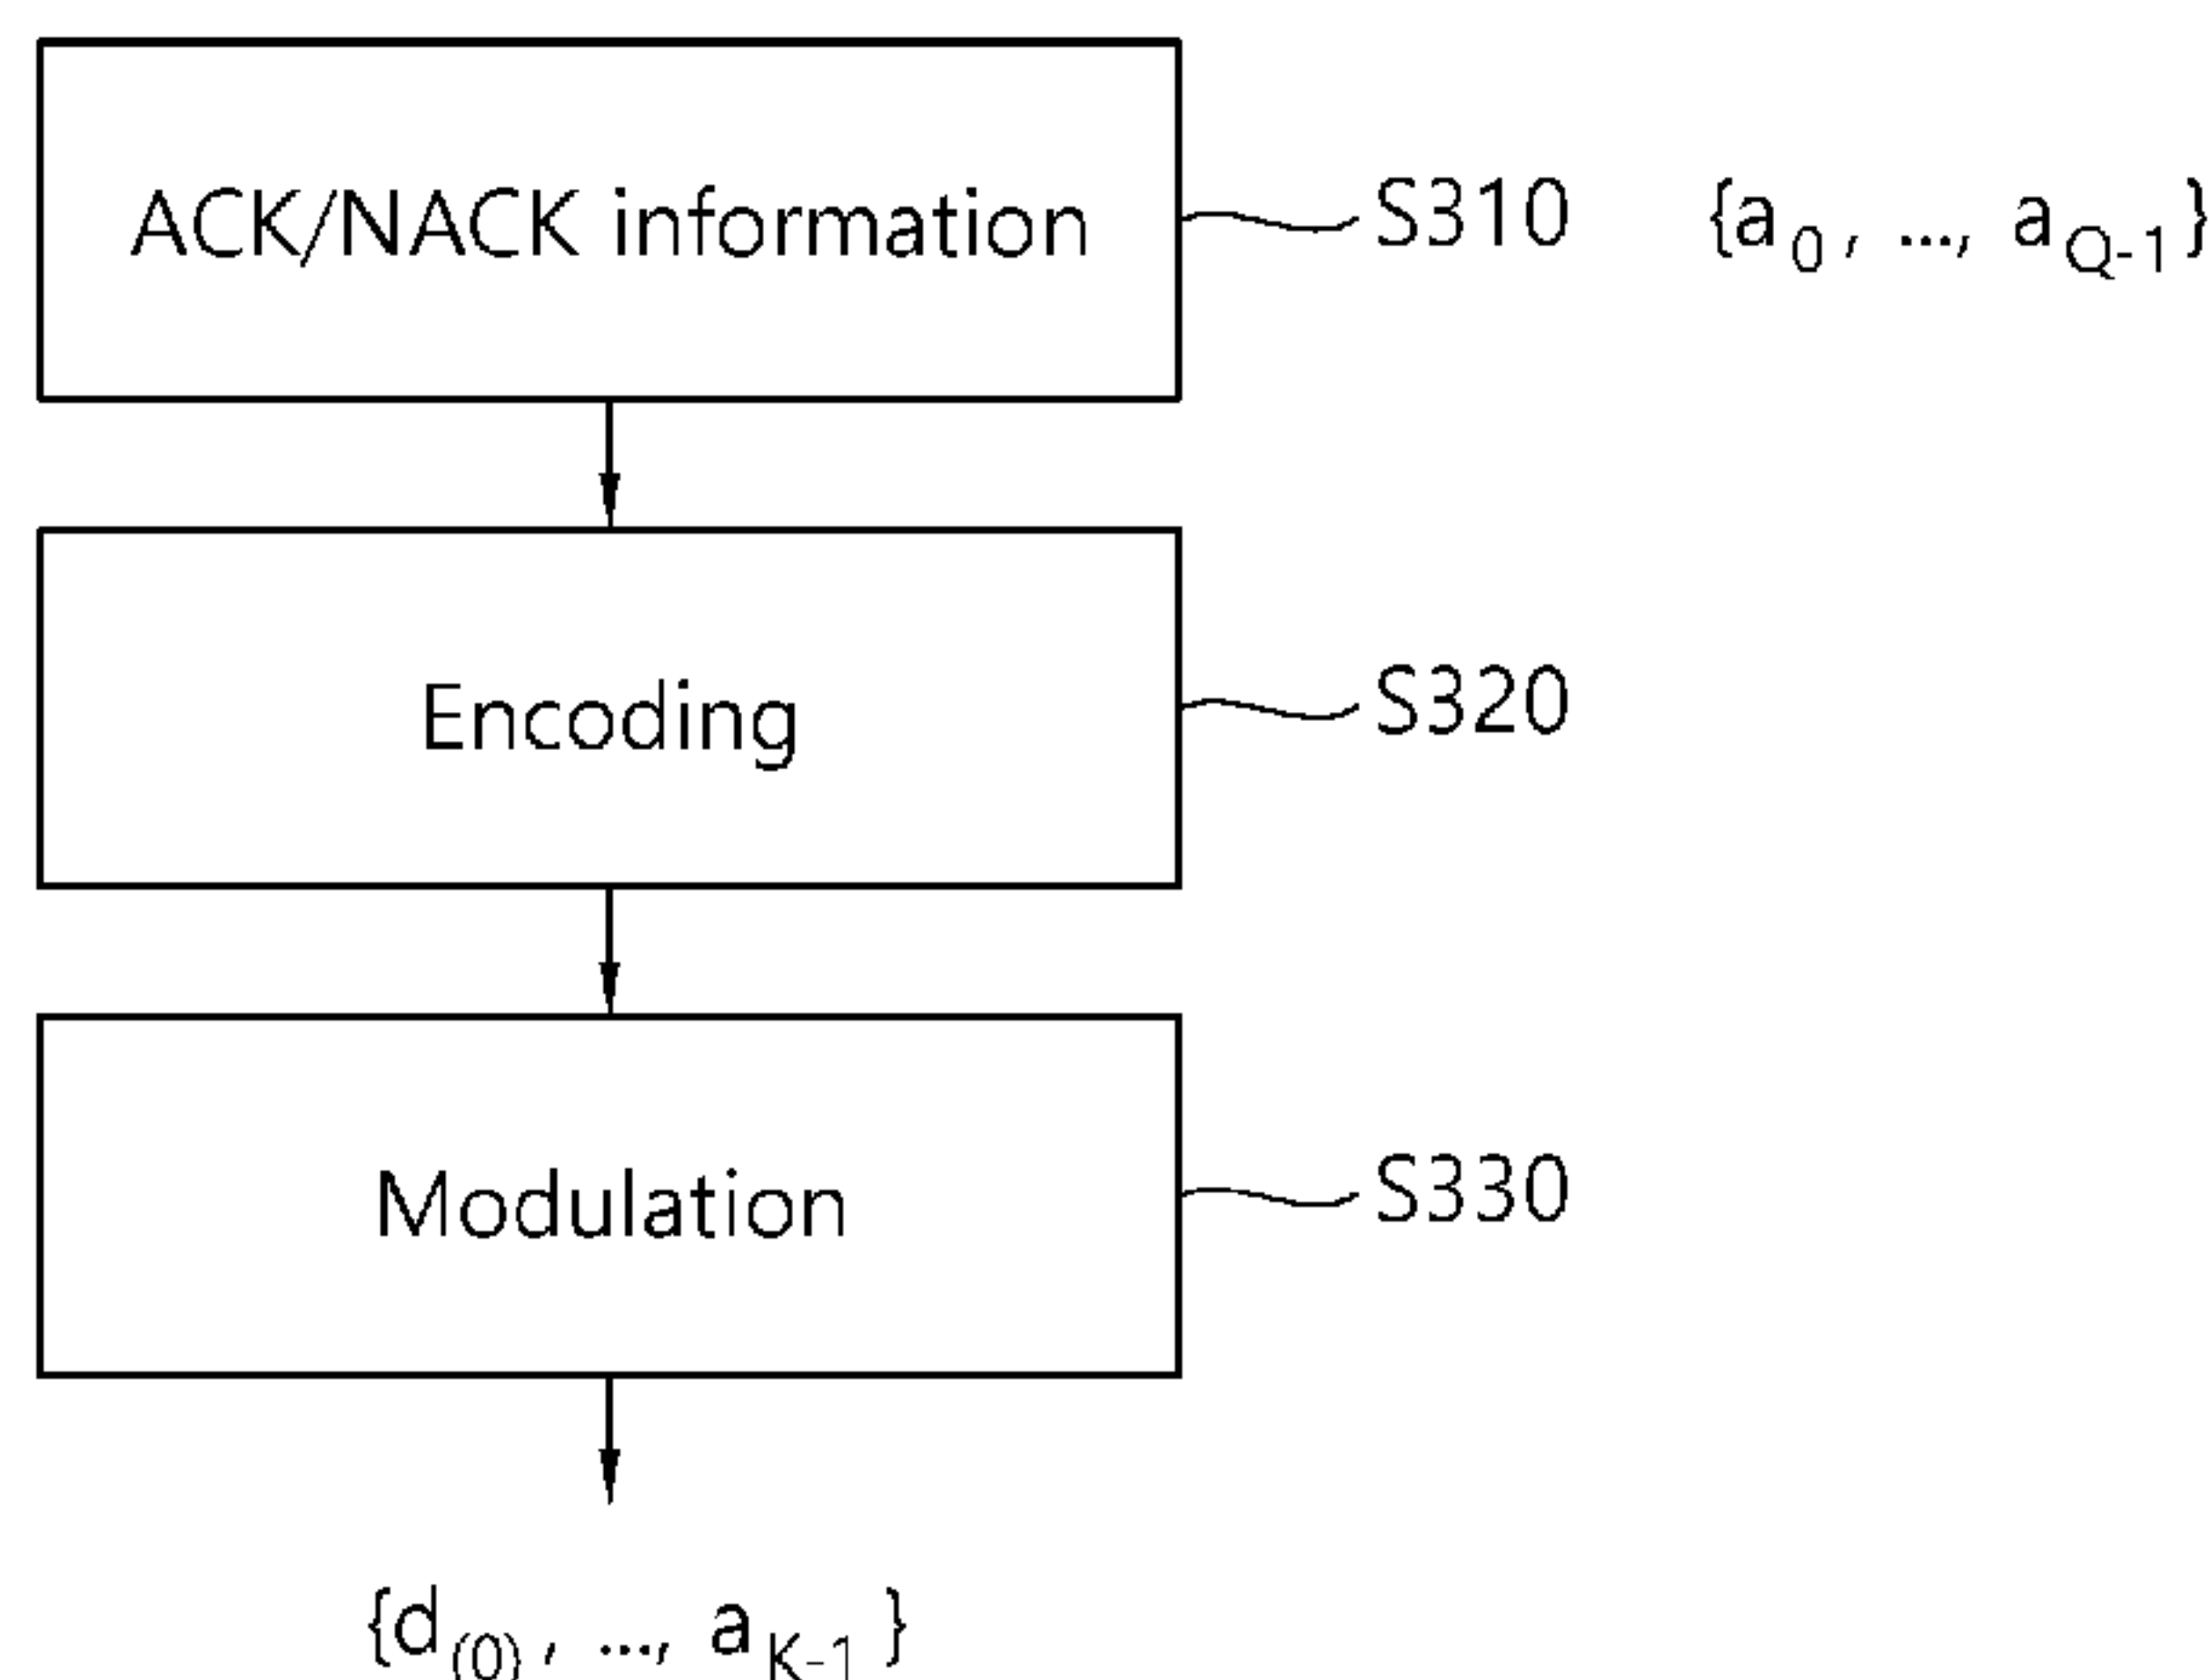 ACK/NACK information S310 {a0, ..., aQ-1}
Encoding S320
Modulation S330
{d(0), ..., aK-1}